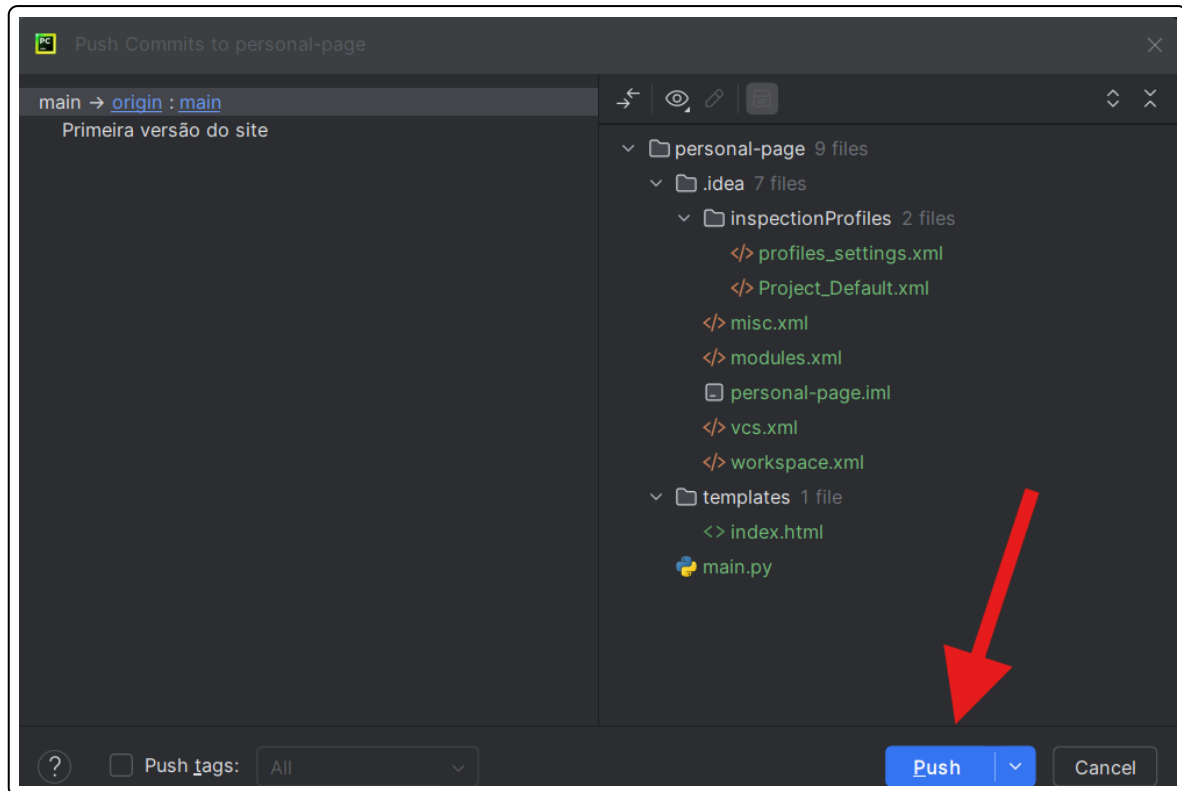 PC
Push Commits to personal-page
main → origin : main
Primeira versão do site
personal-page 9 files
.idea 7 files
inspectionProfiles 2 files
profiles_settings.xml
Project_Default.xml
misc.xml
modules.xml
personal-page.iml
vcs.xml
workspace.xml
templates 1 file
index.html
main.py
? Push tags: All
Push
Cancel